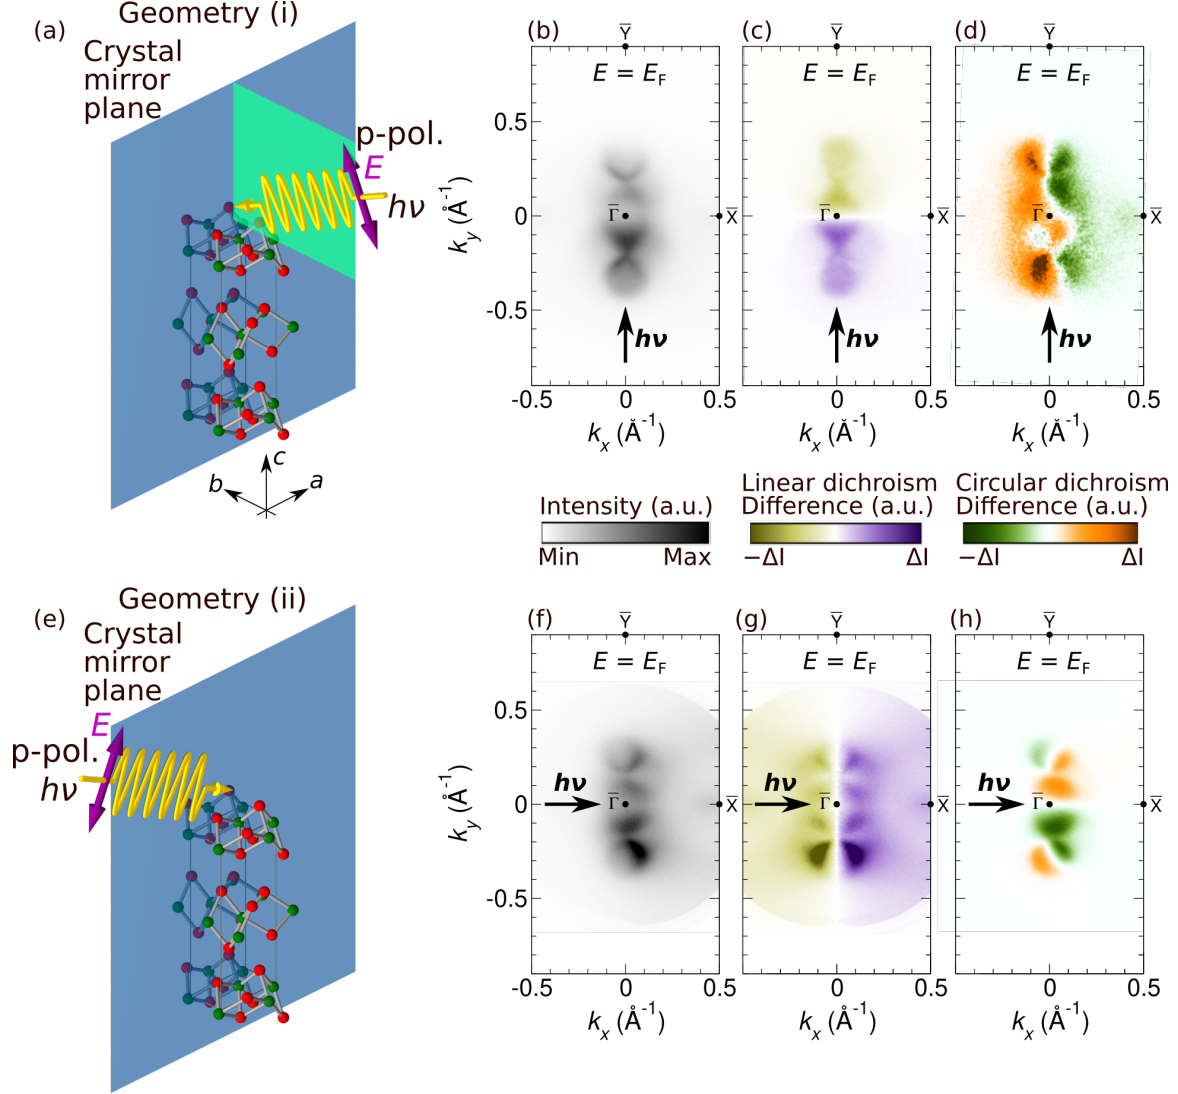 Geometry (i)
(a)
Crystal
mirror
plane
p-pol.
E
hν
c
b
a
(b)
Y̅
E = E_F
0.5
0
-0.5
k_y (Å⁻¹)
Γ̅
X̅
hν
-0.5
0
0.5
k_x (Å⁻¹)
(c)
Y̅
E = E_F
Γ̅
X̅
hν
0
k_x (Å⁻¹)
(d)
Y̅
E = E_F
Γ̅
X̅
hν
0
0.5
k_x (Å⁻¹)
Intensity (a.u.)
Min
Max
Linear dichroism
Difference (a.u.)
−ΔI
ΔI
Circular dichroism
Difference (a.u.)
−ΔI
ΔI
Geometry (ii)
(e)
Crystal
mirror
plane
E
p-pol.
hν
(f)
Y̅
E = E_F
0.5
0
-0.5
k_y (Å⁻¹)
hν
Γ̅
X̅
-0.5
0
0.5
k_x (Å⁻¹)
(g)
Y̅
E = E_F
hν
Γ̅
X̅
0
k_x (Å⁻¹)
(h)
Y̅
E = E_F
hν
Γ̅
X̅
0
0.5
k_x (Å⁻¹)